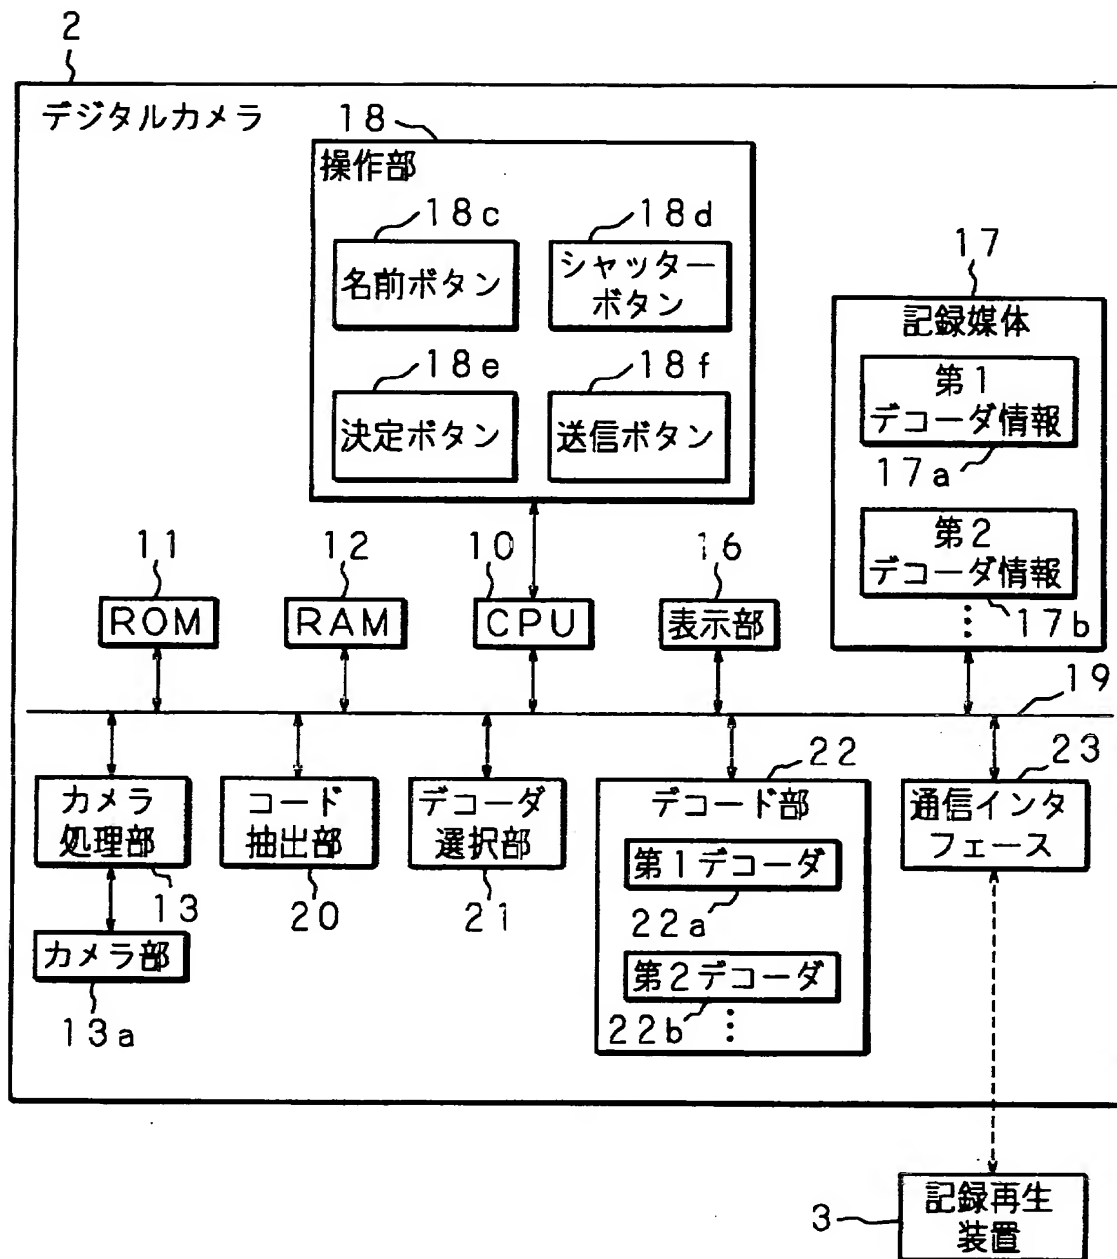 2
デジタルカメラ
18
操作部
18c
18d
名前ボタン
シャッター
ボタン
18e
18f
決定ボタン
送信ボタン
17
記録媒体
第1
デコーダ情報
17a
第2
デコーダ情報
17b
11
12
10
16
ROM
RAM
CPU
表示部
19
22
23
カメラ
処理部
コード
抽出部
デコーダ
選択部
デコード部
通信インタ
フェース
13
20
21
第1デコーダ
22a
カメラ部
第2デコーダ
13a
22b
記録再生
装置
3